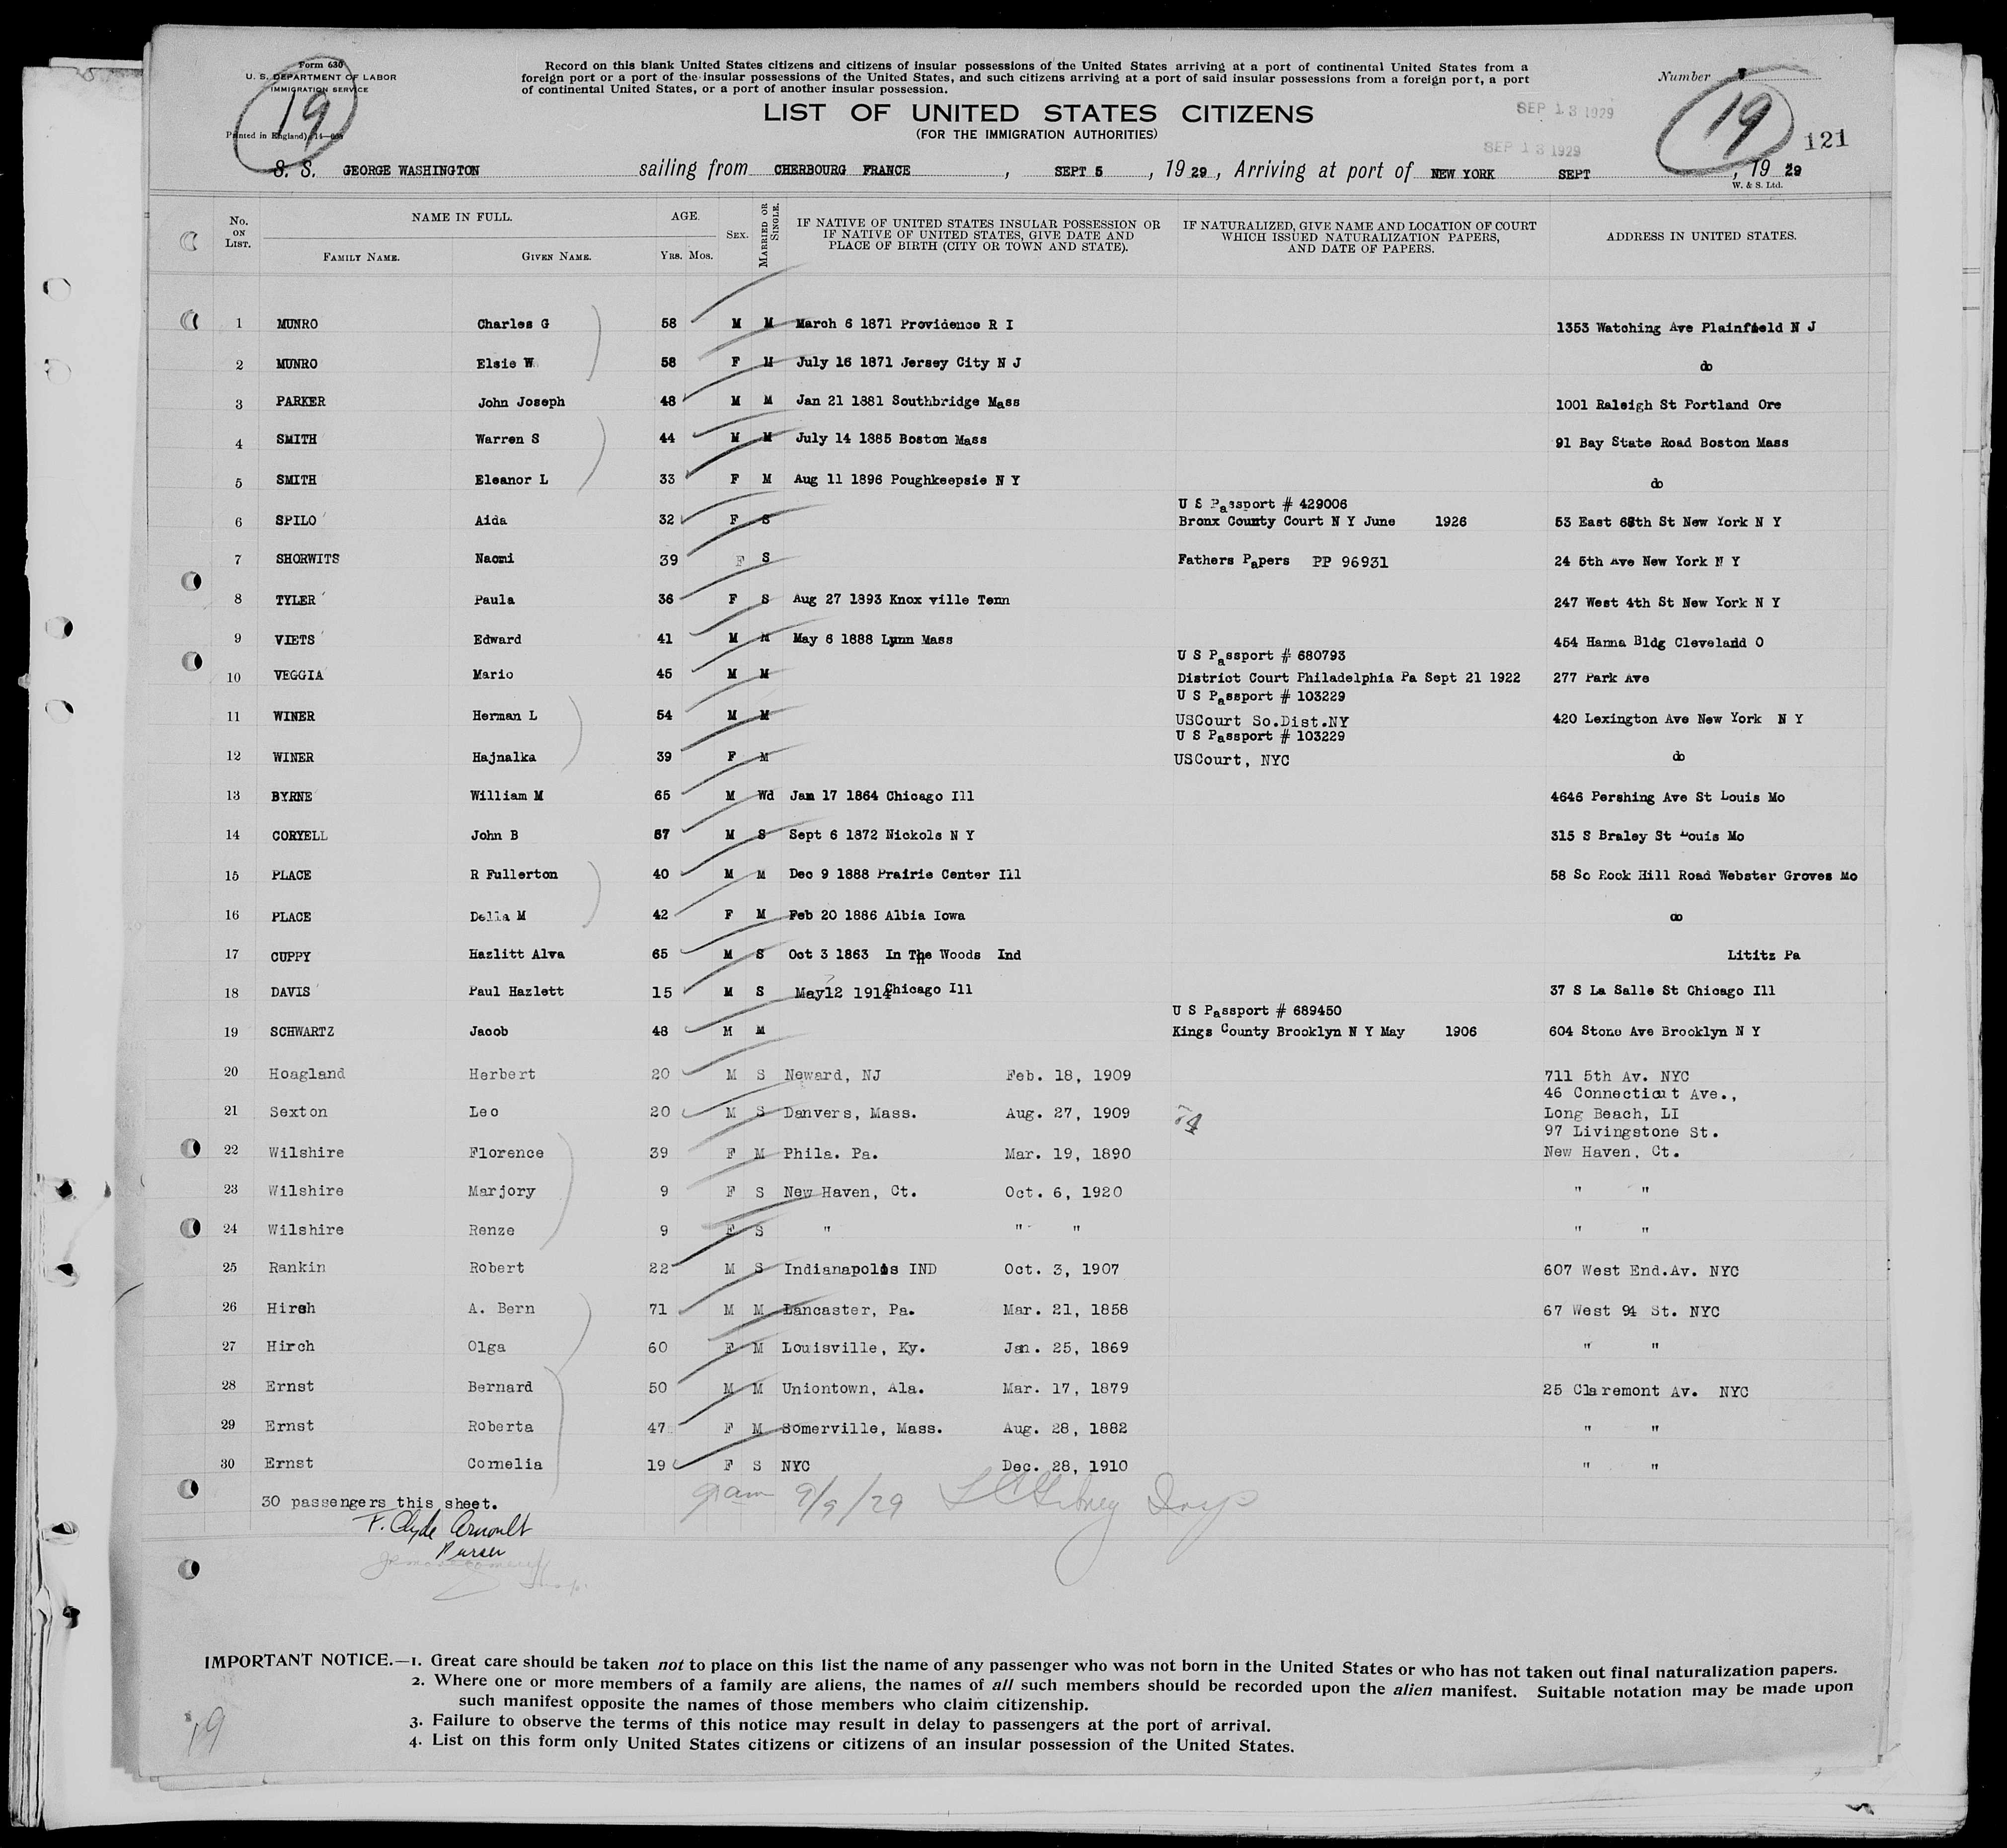 Form 630
U. S. DEPARTMENT OF LABOR
IMMIGRATION SERVICE
Printed in England) 14—
19
Record on this blank United States citizens and citizens of insular possessions of the United States arriving at a port of continental United States from a
foreign port or a port of the insular possessions of the United States, and such citizens arriving at a port of said insular possessions from a foreign port, a port
of continental United States, or a port of another insular possession.
Number
19
121
LIST OF UNITED STATES CITIZENS
(FOR THE IMMIGRATION AUTHORITIES)
SEP 13 1929
SEP 13 1929
S. S. GEORGE WASHINGTON sailing from CHERBOURG FRANCE , SEPT 5 , 19 29 , Arriving at port of NEW YORK SEPT , 19 29
W. & S. Ltd.
No. ON LIST. NAME IN FULL. FAMILY NAME. GIVEN NAME. AGE. YRS. MOS. SEX. MARRIED OR SINGLE. IF NATIVE OF UNITED STATES INSULAR POSSESSION OR IF NATIVE OF UNITED STATES, GIVE DATE AND PLACE OF BIRTH (CITY OR TOWN AND STATE). IF NATURALIZED, GIVE NAME AND LOCATION OF COURT WHICH ISSUED NATURALIZATION PAPERS, AND DATE OF PAPERS. ADDRESS IN UNITED STATES.
1 MUNRO Charles G 58 M M March 6 1871 Providence R I 1353 Watching Ave Plainfield N J
2 MUNRO Elsie W 58 F M July 16 1871 Jersey City N J do
3 PARKER John Joseph 48 M M Jan 21 1881 Southbridge Mass 1001 Raleigh St Portland Ore
4 SMITH Warren S 44 M M July 14 1885 Boston Mass 91 Bay State Road Boston Mass
5 SMITH Eleanor L 33 F M Aug 11 1896 Poughkeepsie N Y do
U S Passport # 429006
6 SPILO Aida 32 F S Bronx County Court N Y June 1926 53 East 68th St New York N Y
7 SHORWITS Naomi 39 F S Fathers Papers PP 96931 24 5th Ave New York N Y
8 TYLER Paula 36 F S Aug 27 1893 Knox ville Tenn 247 West 4th St New York N Y
9 VIETS Edward 41 M M May 6 1888 Lynn Mass 454 Hanna Bldg Cleveland O
U S Passport # 680793
10 VEGGIA Mario 45 M M District Court Philadelphia Pa Sept 21 1922 277 Park Ave
U S Passport # 103229
11 WINER Herman L 54 M M USCourt So.Dist.NY 420 Lexington Ave New York N Y
U S Passport # 103229
12 WINER Hajnalka 39 F M USCourt, NYC do
13 BYRNE William M 65 M Wd Jan 17 1864 Chicago Ill 4646 Pershing Ave St Louis Mo
14 CORYELL John B 57 M S Sept 6 1872 Nickols N Y 315 S Braley St Louis Mo
15 PLACE R Fullerton 40 M M Dec 9 1888 Prairie Center Ill 58 So Rock Hill Road Webster Groves Mo
16 PLACE Della M 42 F M Feb 20 1886 Albia Iowa do
17 CUPPY Hazlitt Alva 65 M S Oct 3 1863 In The Woods Ind Lititz Pa
18 DAVIS Paul Hazlett 15 M S May12 1914 Chicago Ill 37 S La Salle St Chicago Ill
U S Passport # 689450
19 SCHWARTZ Jacob 48 M M Kings County Brooklyn N Y May 1906 604 Stone Ave Brooklyn N Y
20 Hoagland Herbert 20 M S Neward, NJ Feb. 18, 1909 711 5th Av. NYC
46 Connecticut Ave.,
21 Sexton Leo 20 M S Danvers, Mass. Aug. 27, 1909 74 Long Beach, LI
97 Livingstone St.
22 Wilshire Florence 39 F M Phila. Pa. Mar. 19, 1890 New Haven, Ct.
23 Wilshire Marjory 9 F S New Haven, Ct. Oct. 6, 1920 " "
24 Wilshire Renze 9 F S " " " " "
25 Rankin Robert 22 M S Indianapolis IND Oct. 3, 1907 607 West End.Av. NYC
26 Hirsh A. Bern 71 M M Lancaster, Pa. Mar. 21, 1858 67 West 94 St. NYC
27 Hirch Olga 60 F M Louisville, Ky. Jan. 25, 1869 " "
28 Ernst Bernard 50 M M Uniontown, Ala. Mar. 17, 1879 25 Claremont Av. NYC
29 Ernst Roberta 47 F M Somerville, Mass. Aug. 28, 1882 " "
30 Ernst Cornelia 19 F S NYC Dec. 28, 1910 " "
30 passengers this sheet.
9/9/29
F. Clyde Arnoult
Purser
IMPORTANT NOTICE.—1. Great care should be taken not to place on this list the name of any passenger who was not born in the United States or who has not taken out final naturalization papers.
2. Where one or more members of a family are aliens, the names of all such members should be recorded upon the alien manifest. Suitable notation may be made upon
such manifest opposite the names of those members who claim citizenship.
3. Failure to observe the terms of this notice may result in delay to passengers at the port of arrival.
4. List on this form only United States citizens or citizens of an insular possession of the United States.
19